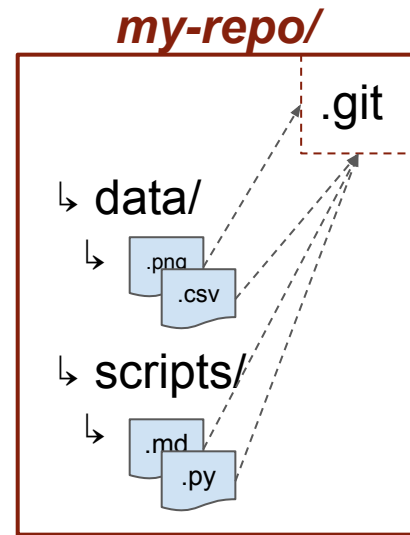 my-repo/
.git
↳ data/
↳ .png
.csv
↳ scripts/
↳ .md
.py